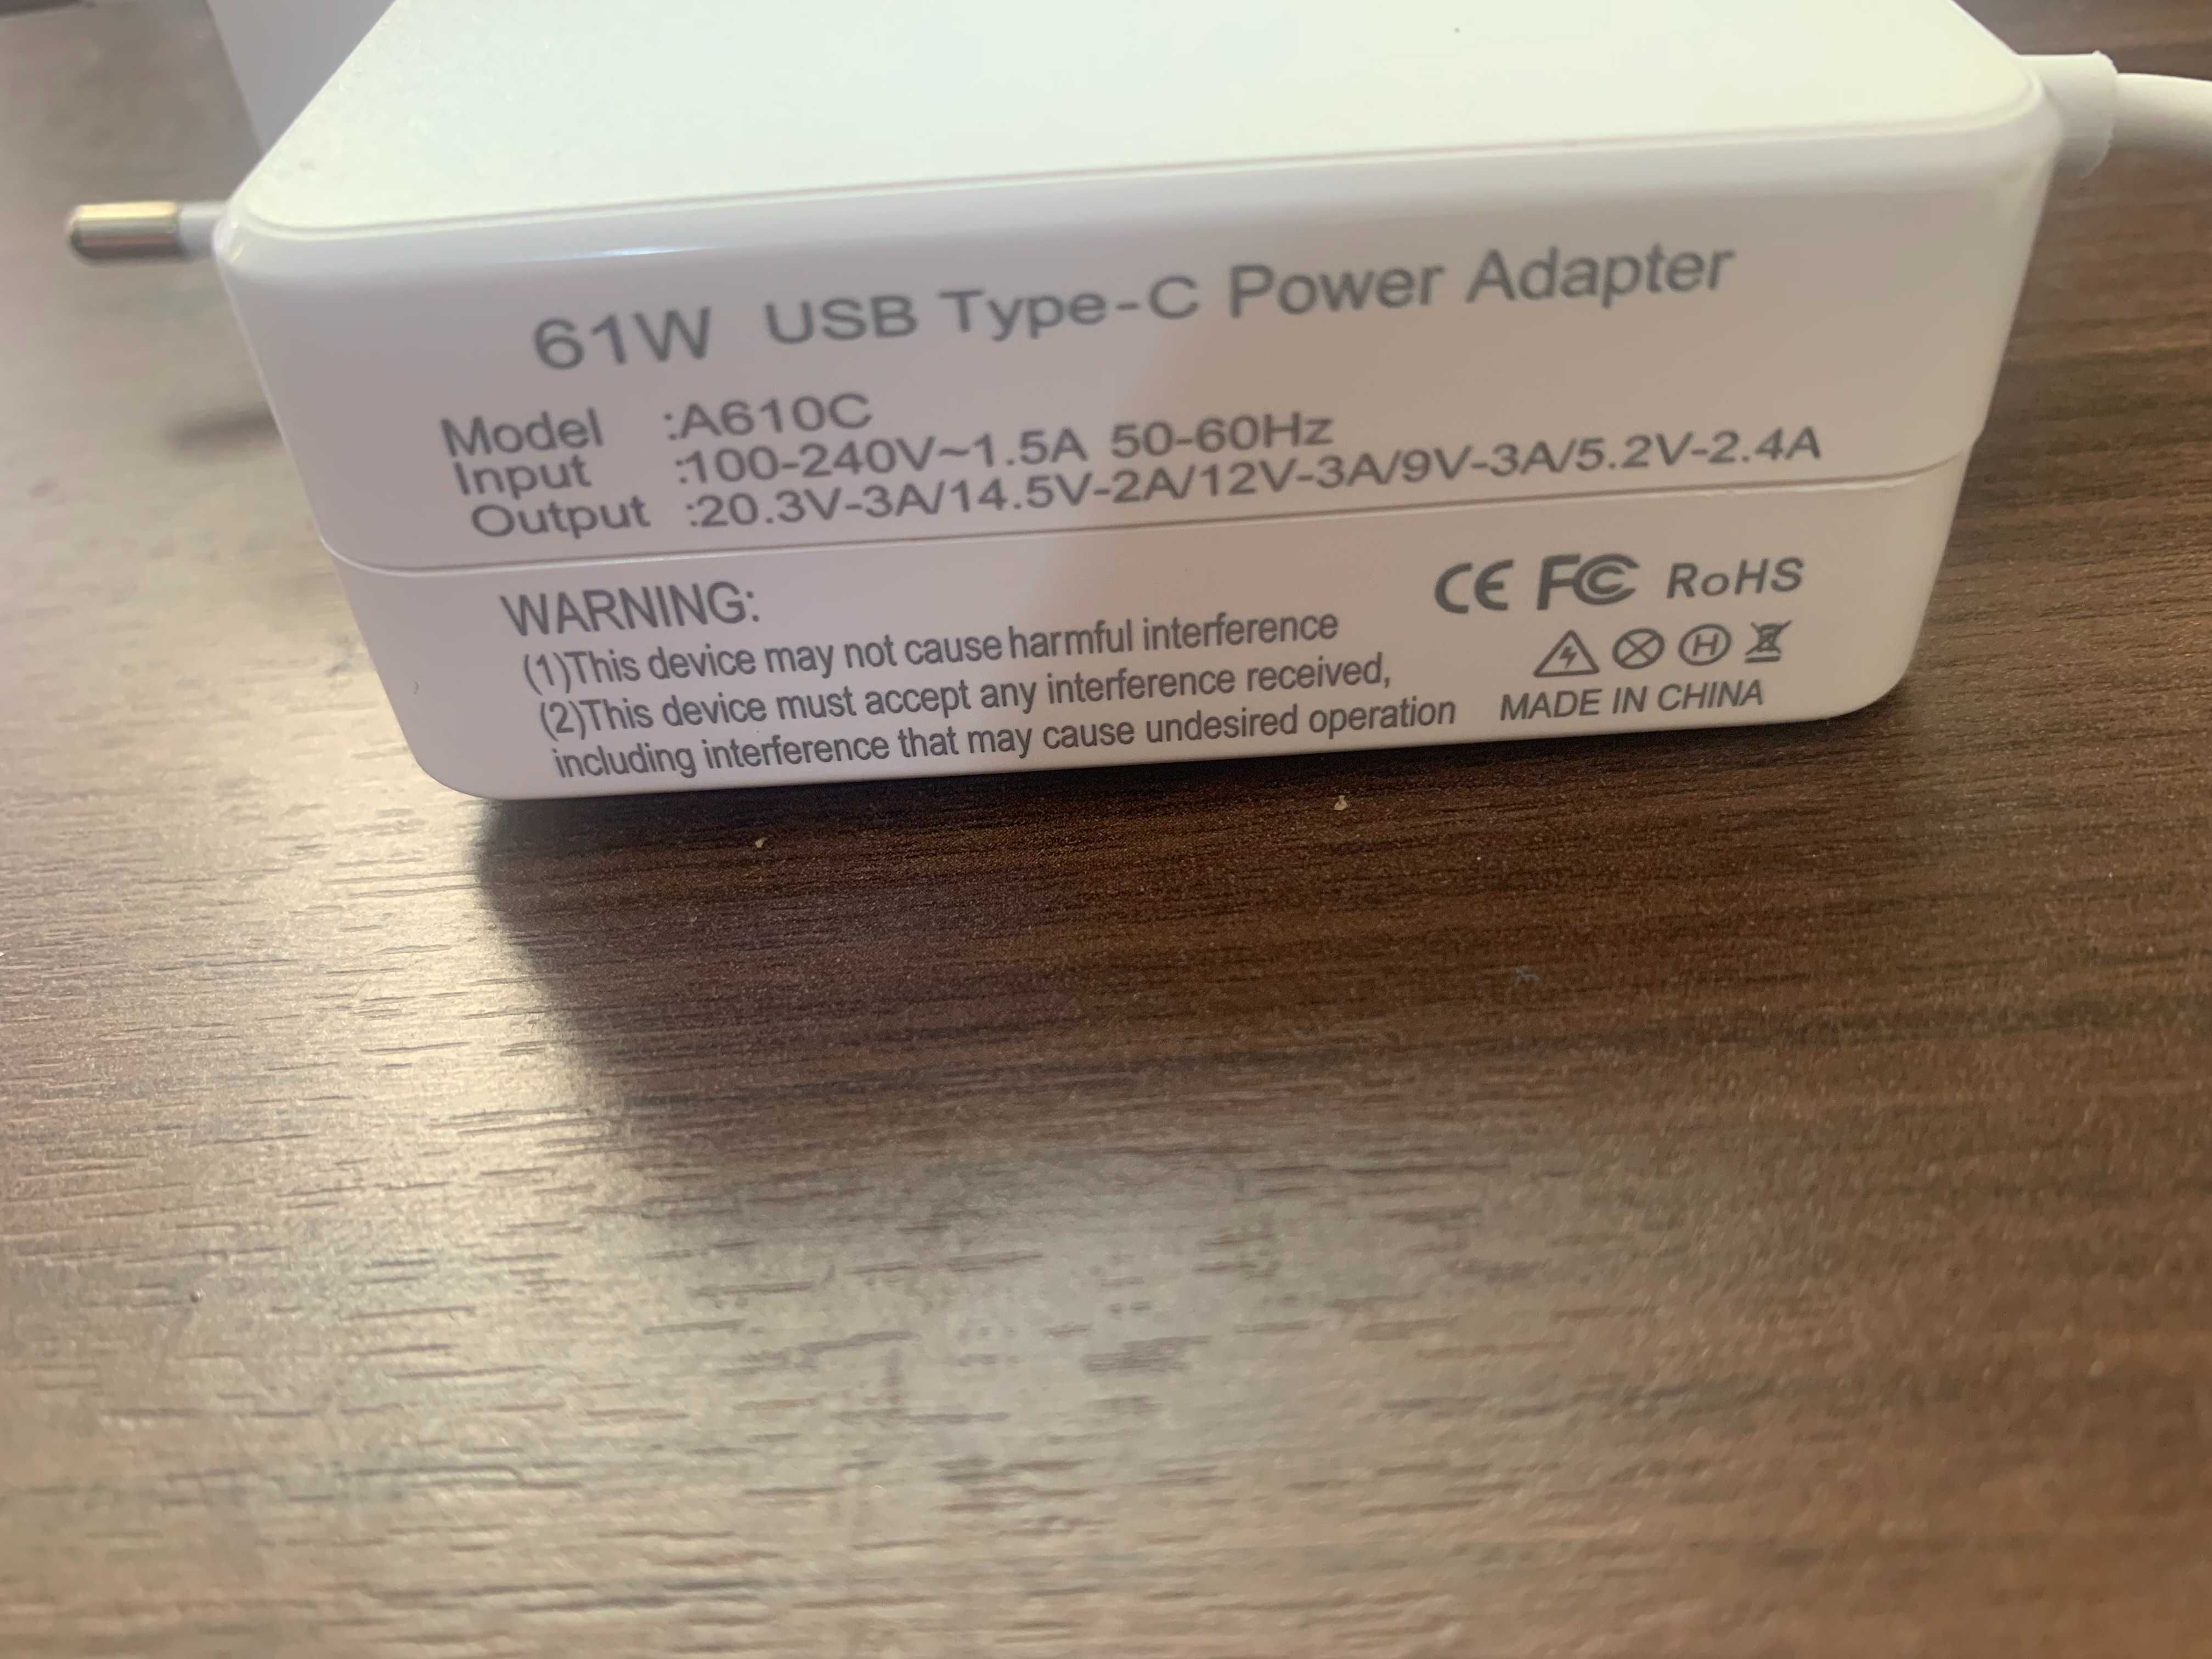 61W USB Type-C Power Adapter
Model :A610C
Input :100-240V~1.5A 50-60Hz
Output :20.3V-3A/14.5V-2A/12V-3A/9V-3A/5.2V-2.4A
WARNING:
(1)This device may not cause harmful interference
(2)This device must accept any interference received,
including interference that may cause undesired operation
CE FC RoHS
H
MADE IN CHINA